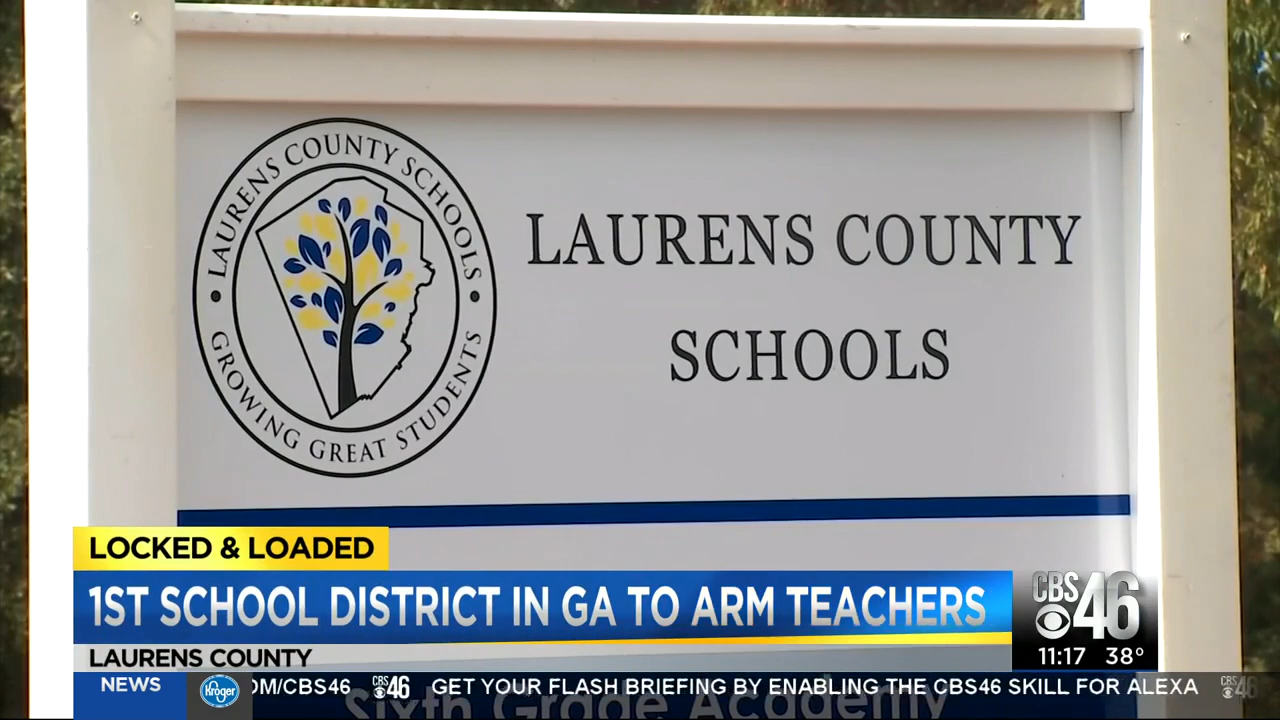 LAURENS COUNTY SCHOOLS
GROWING GREAT STUDENTS
LAURENS COUNTY
SCHOOLS
LOCKED & LOADED
1ST SCHOOL DISTRICT IN GA TO ARM TEACHERS
LAURENS COUNTY
CBS 46
11:17 38°
NEWS
Kroger
OM/CBS46 CBS 46 GET YOUR FLASH BRIEFING BY ENABLING THE CBS46 SKILL FOR ALEXA CBS 46
Sixth Grade Academy